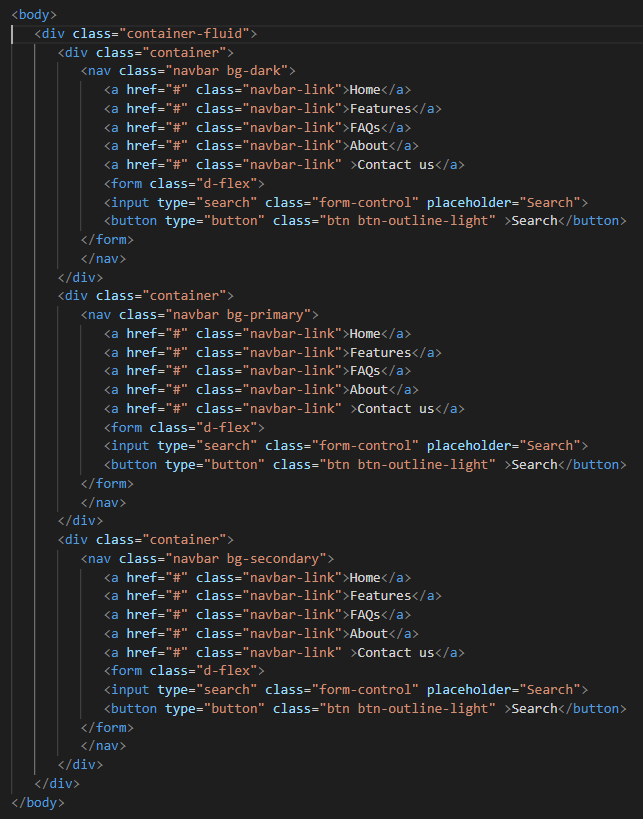 <body>
<div class="container-fluid">
<div class="container">
<nav class="navbar bg-dark">
<a href="#" class="navbar-link">Home</a>
<a href="#" class="navbar-link">Features</a>
<a href="#" class="navbar-link">FAQs</a>
<a href="#" class="navbar-link">About</a>
<a href="#" class="navbar-link" >Contact us</a>
<form class="d-flex">
<input type="search" class="form-control" placeholder="Search">
<button type="button" class="btn btn-outline-light" >Search</button>
</form>
</nav>
</div>
<div class="container">
<nav class="navbar bg-primary">
<a href="#" class="navbar-link">Home</a>
<a href="#" class="navbar-link">Features</a>
<a href="#" class="navbar-link">FAQs</a>
<a href="#" class="navbar-link">About</a>
<a href="#" class="navbar-link" >Contact us</a>
<form class="d-flex">
<input type="search" class="form-control" placeholder="Search">
<button type="button" class="btn btn-outline-light" >Search</button>
</form>
</nav>
</div>
<div class="container">
<nav class="navbar bg-secondary">
<a href="#" class="navbar-link">Home</a>
<a href="#" class="navbar-link">Features</a>
<a href="#" class="navbar-link">FAQs</a>
<a href="#" class="navbar-link">About</a>
<a href="#" class="navbar-link" >Contact us</a>
<form class="d-flex">
<input type="search" class="form-control" placeholder="Search">
<button type="button" class="btn btn-outline-light" >Search</button>
</form>
</nav>
</div>
</div>
</body>